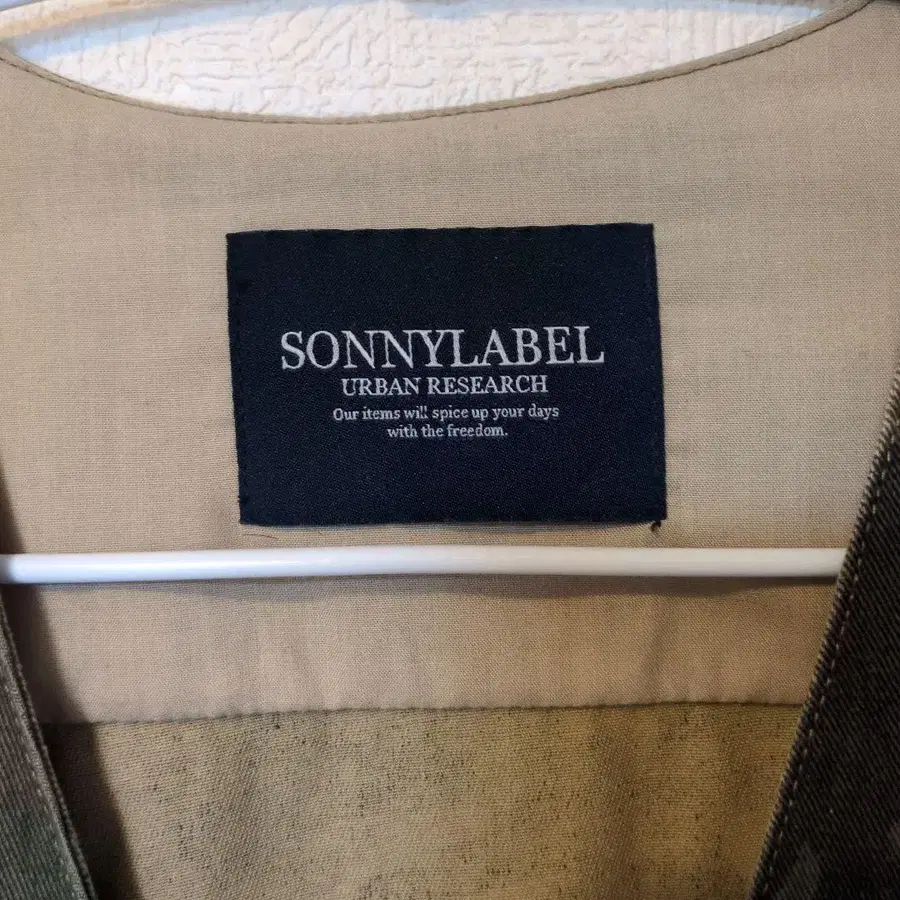 SONNYLABEL
URBAN RESEARCH
Our items will spice up your days
with the freedom.